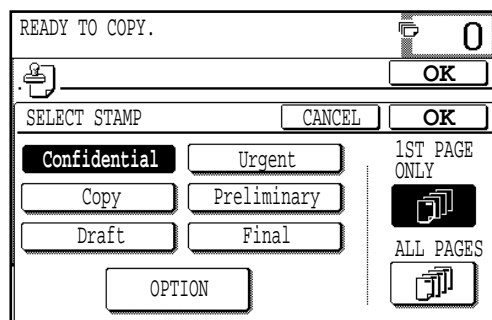 READY TO COPY.
0
OK
SELECT STAMP
CANCEL
OK
Confidential
Urgent
1ST PAGE
ONLY
Copy
Preliminary
Draft
Final
ALL PAGES
OPTION